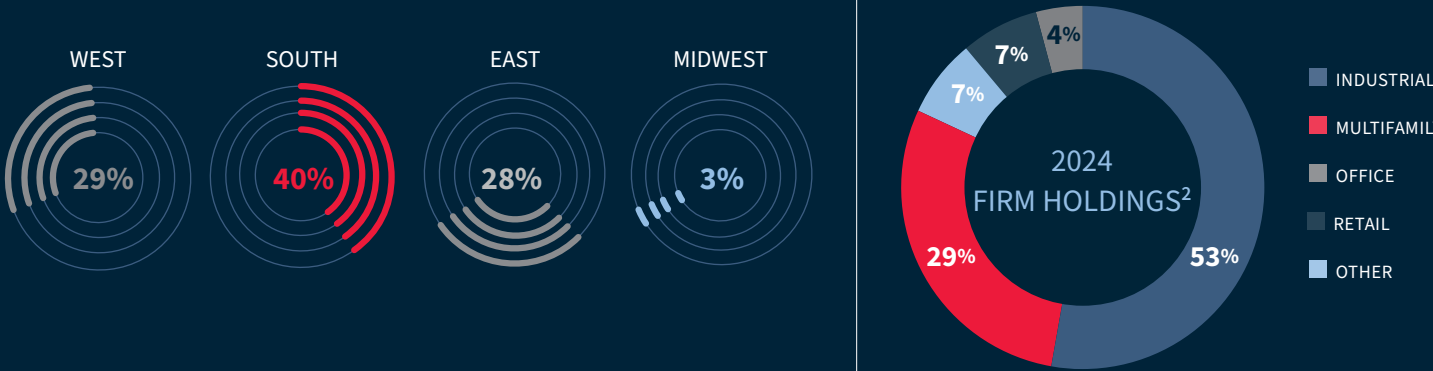 WEST
29%
SOUTH
40%
EAST
28%
MIDWEST
3%
4%
7%
7%
29%
53%
2024
FIRM HOLDINGS²
INDUSTRIAL
MULTIFAMIL
OFFICE
RETAIL
OTHER